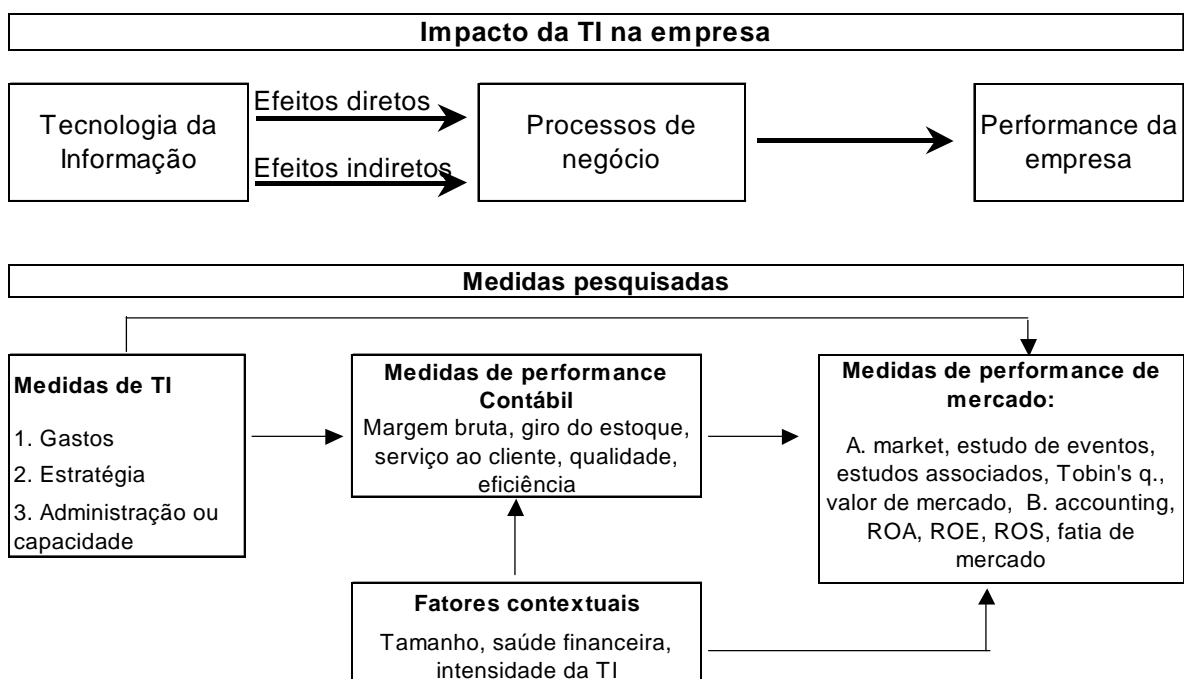 Impacto da TI na empresa
Tecnologia da
Informação
Efeitos diretos
Efeitos indiretos
Processos de
negócio
Performance da
empresa
Medidas pesquisadas
Medidas de TI
1. Gastos
2. Estratégia
3. Administração ou
capacidade
Medidas de performance
Contábil
Margem bruta, giro do estoque,
serviço ao cliente, qualidade,
eficiência
Medidas de performance de
mercado:
A. market, estudo de eventos,
estudos associados, Tobin's q.,
valor de mercado, B. accounting,
ROA, ROE, ROS, fatia de
mercado
Fatores contextuais
Tamanho, saúde financeira,
intensidade da TI